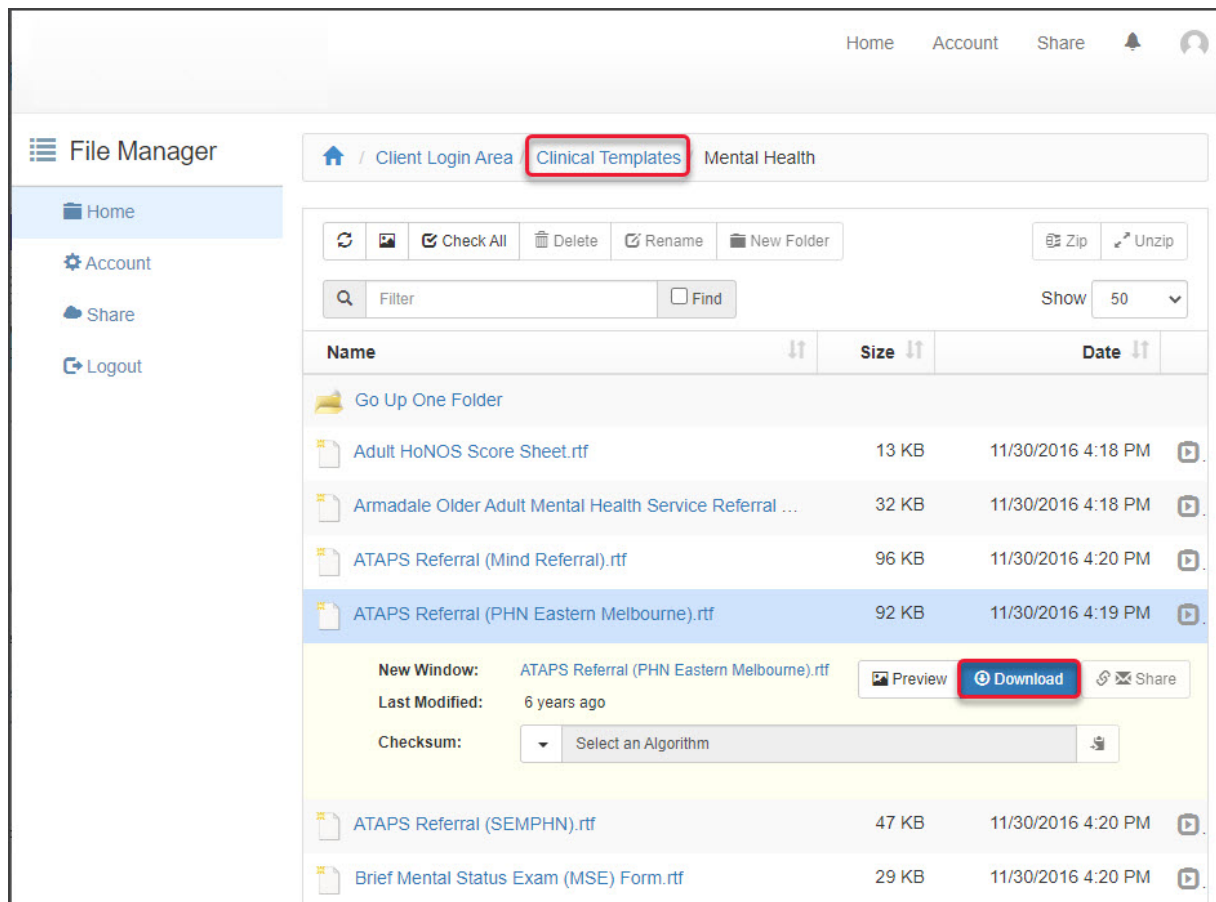 Home Account Share
File Manager
Home
Account
Share
Logout
/ Client Login Area / Clinical Templates / Mental Health
Check All Delete Rename New Folder Zip Unzip
Filter Find Show 50
Name Size Date
Go Up One Folder
Adult HoNOS Score Sheet.rtf 13 KB 11/30/2016 4:18 PM
Armadale Older Adult Mental Health Service Referral ... 32 KB 11/30/2016 4:18 PM
ATAPS Referral (Mind Referral).rtf 96 KB 11/30/2016 4:20 PM
ATAPS Referral (PHN Eastern Melbourne).rtf 92 KB 11/30/2016 4:19 PM
New Window: ATAPS Referral (PHN Eastern Melbourne).rtf Preview Download Share
Last Modified: 6 years ago
Checksum: Select an Algorithm
ATAPS Referral (SEMPHN).rtf 47 KB 11/30/2016 4:20 PM
Brief Mental Status Exam (MSE) Form.rtf 29 KB 11/30/2016 4:20 PM